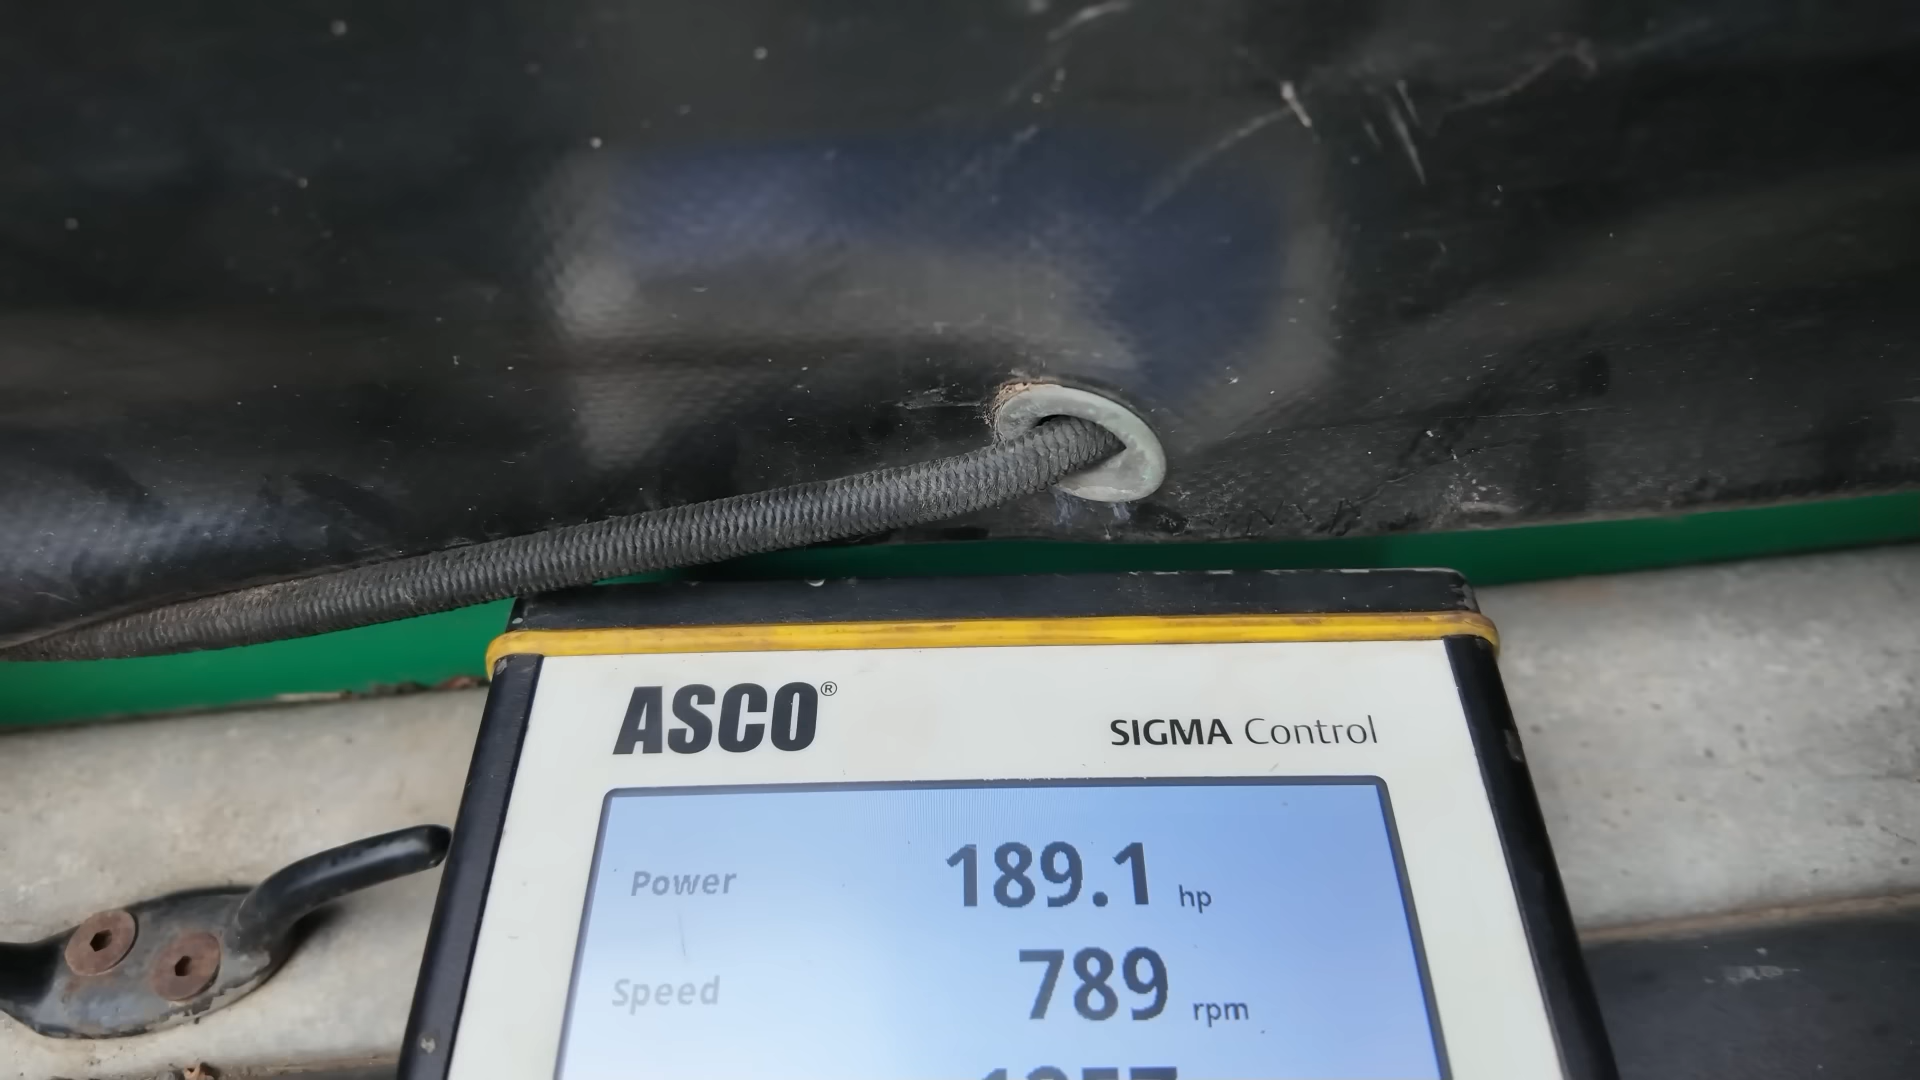 ASCO®
SIGMA Control
Power 189.1 hp
Speed 789 rpm